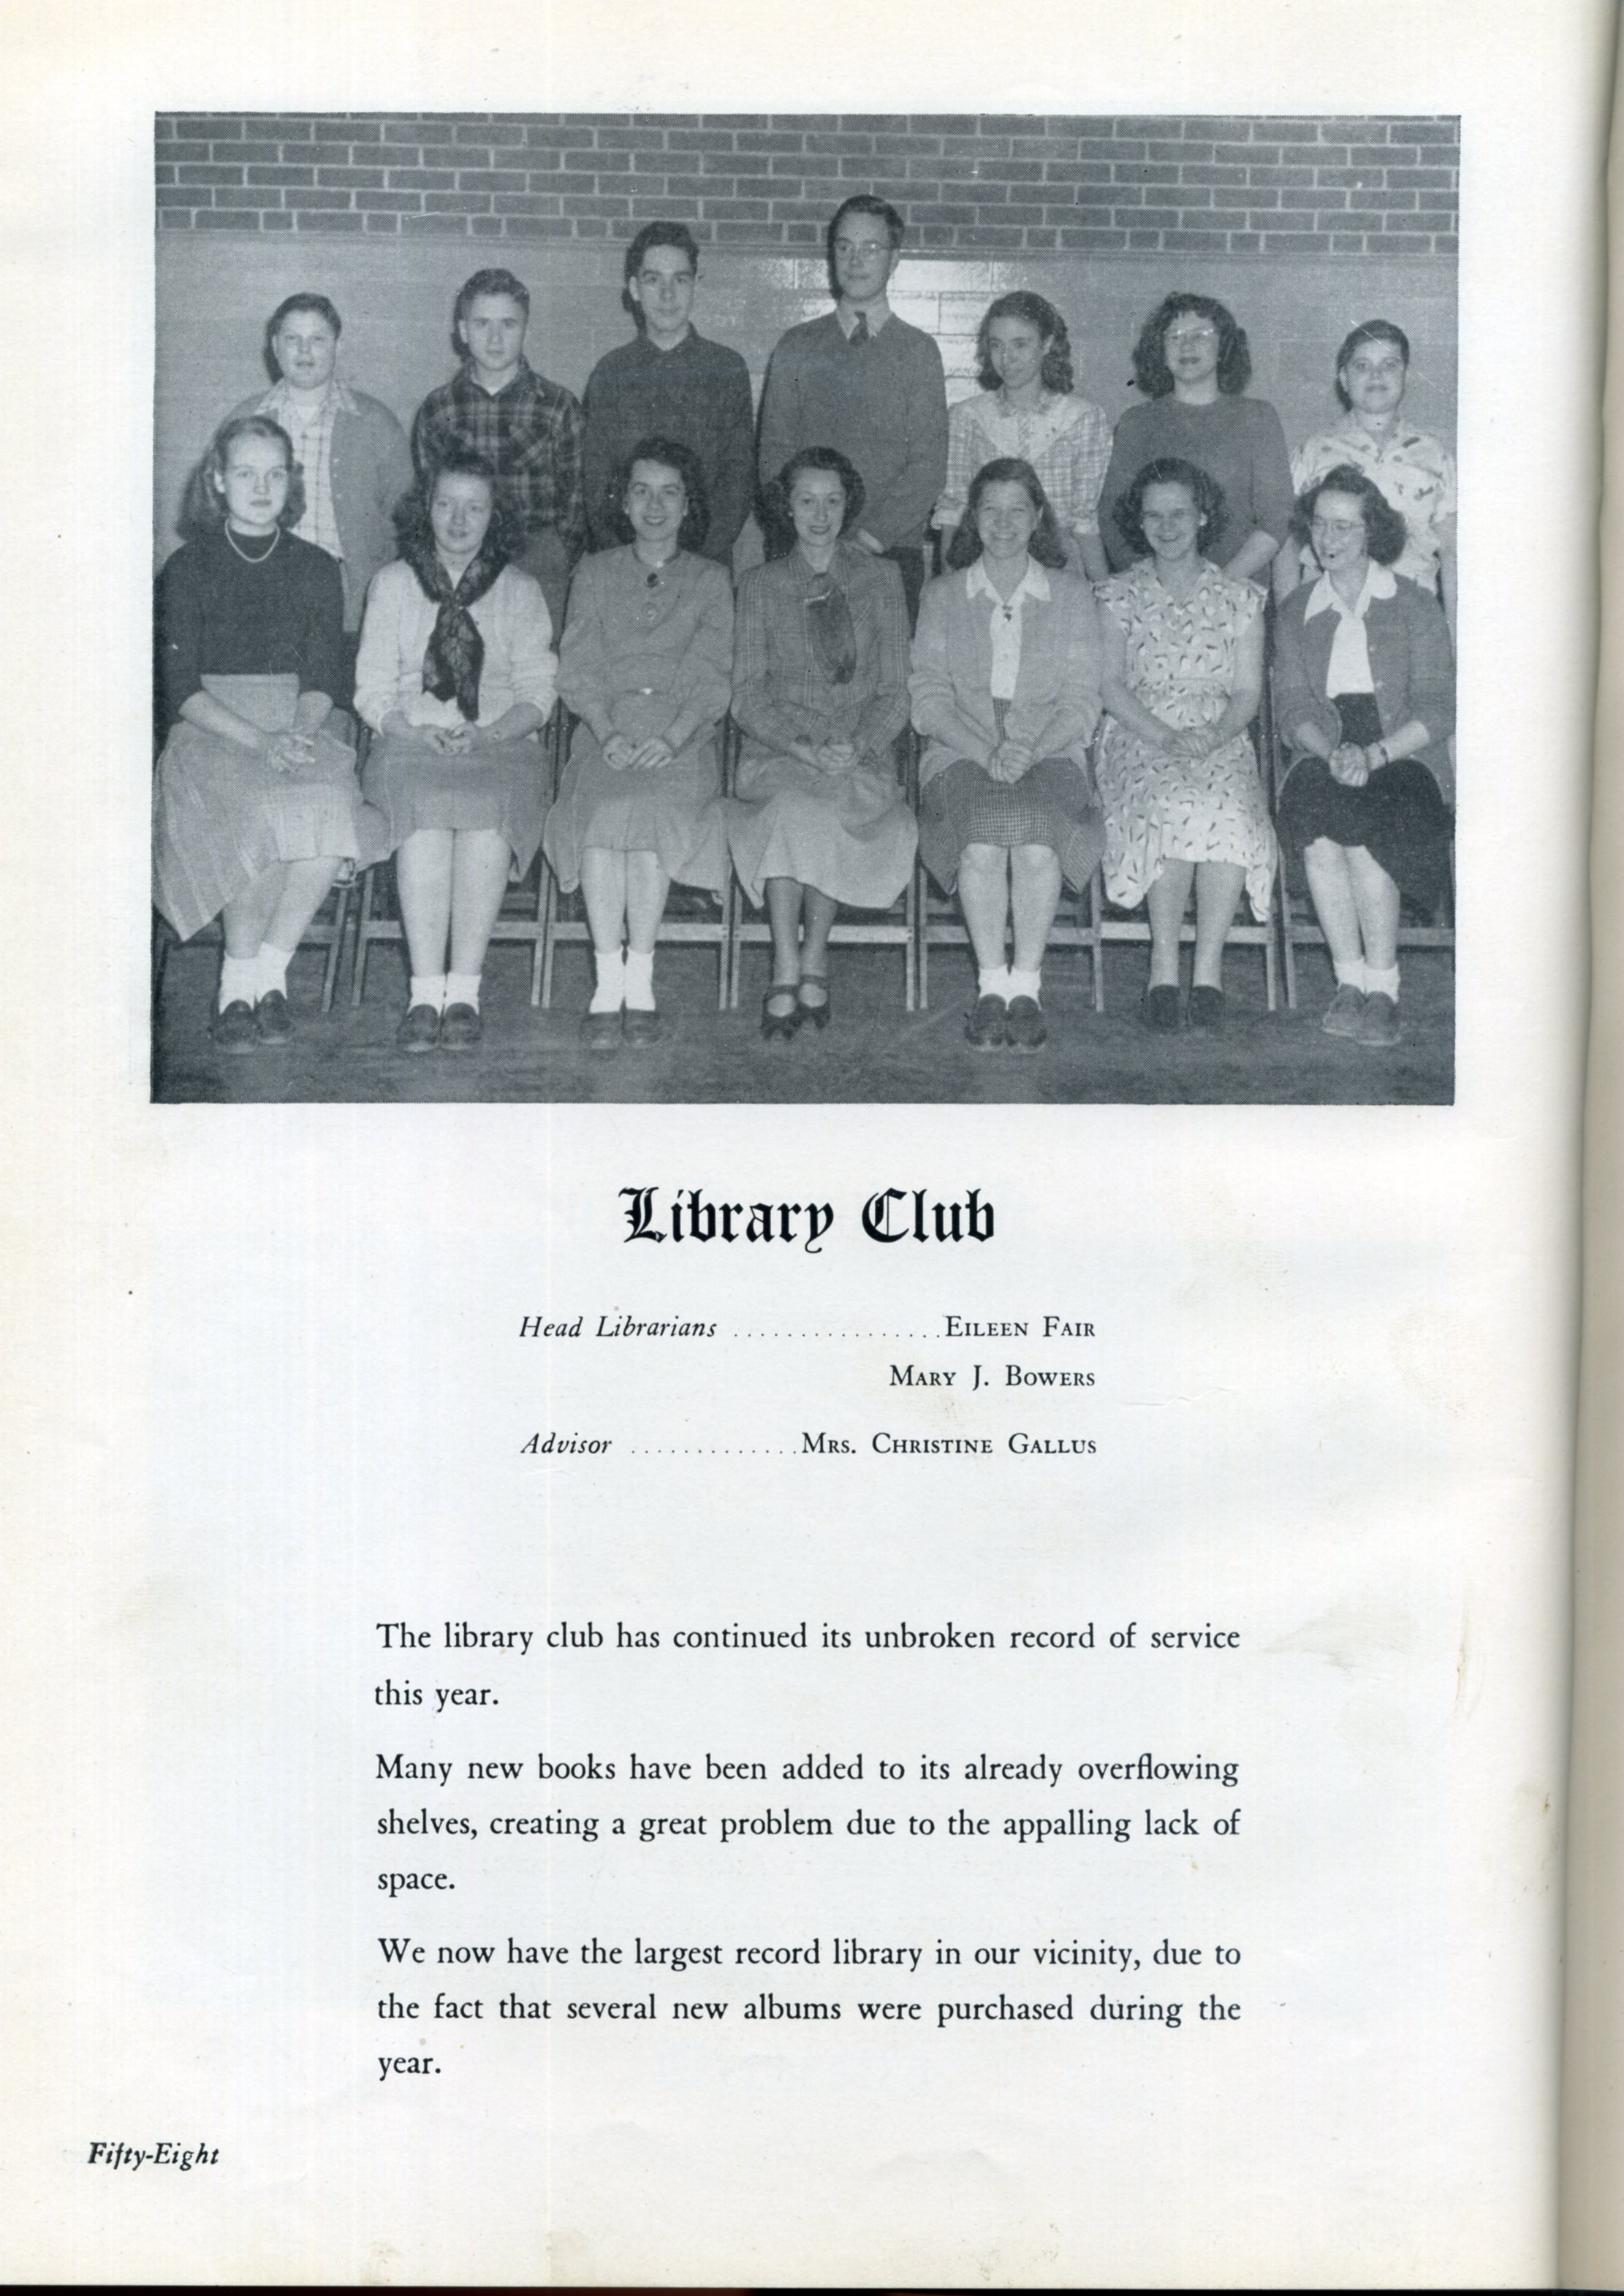 Library Club
Head Librarians ................Eileen Fair
Mary J. Bowers
Advisor .............Mrs. Christine Gallus
The library club has continued its unbroken record of service
this year.
Many new books have been added to its already overflowing
shelves, creating a great problem due to the appalling lack of
space.
We now have the largest record library in our vicinity, due to
the fact that several new albums were purchased during the
year.
Fifty-Eight